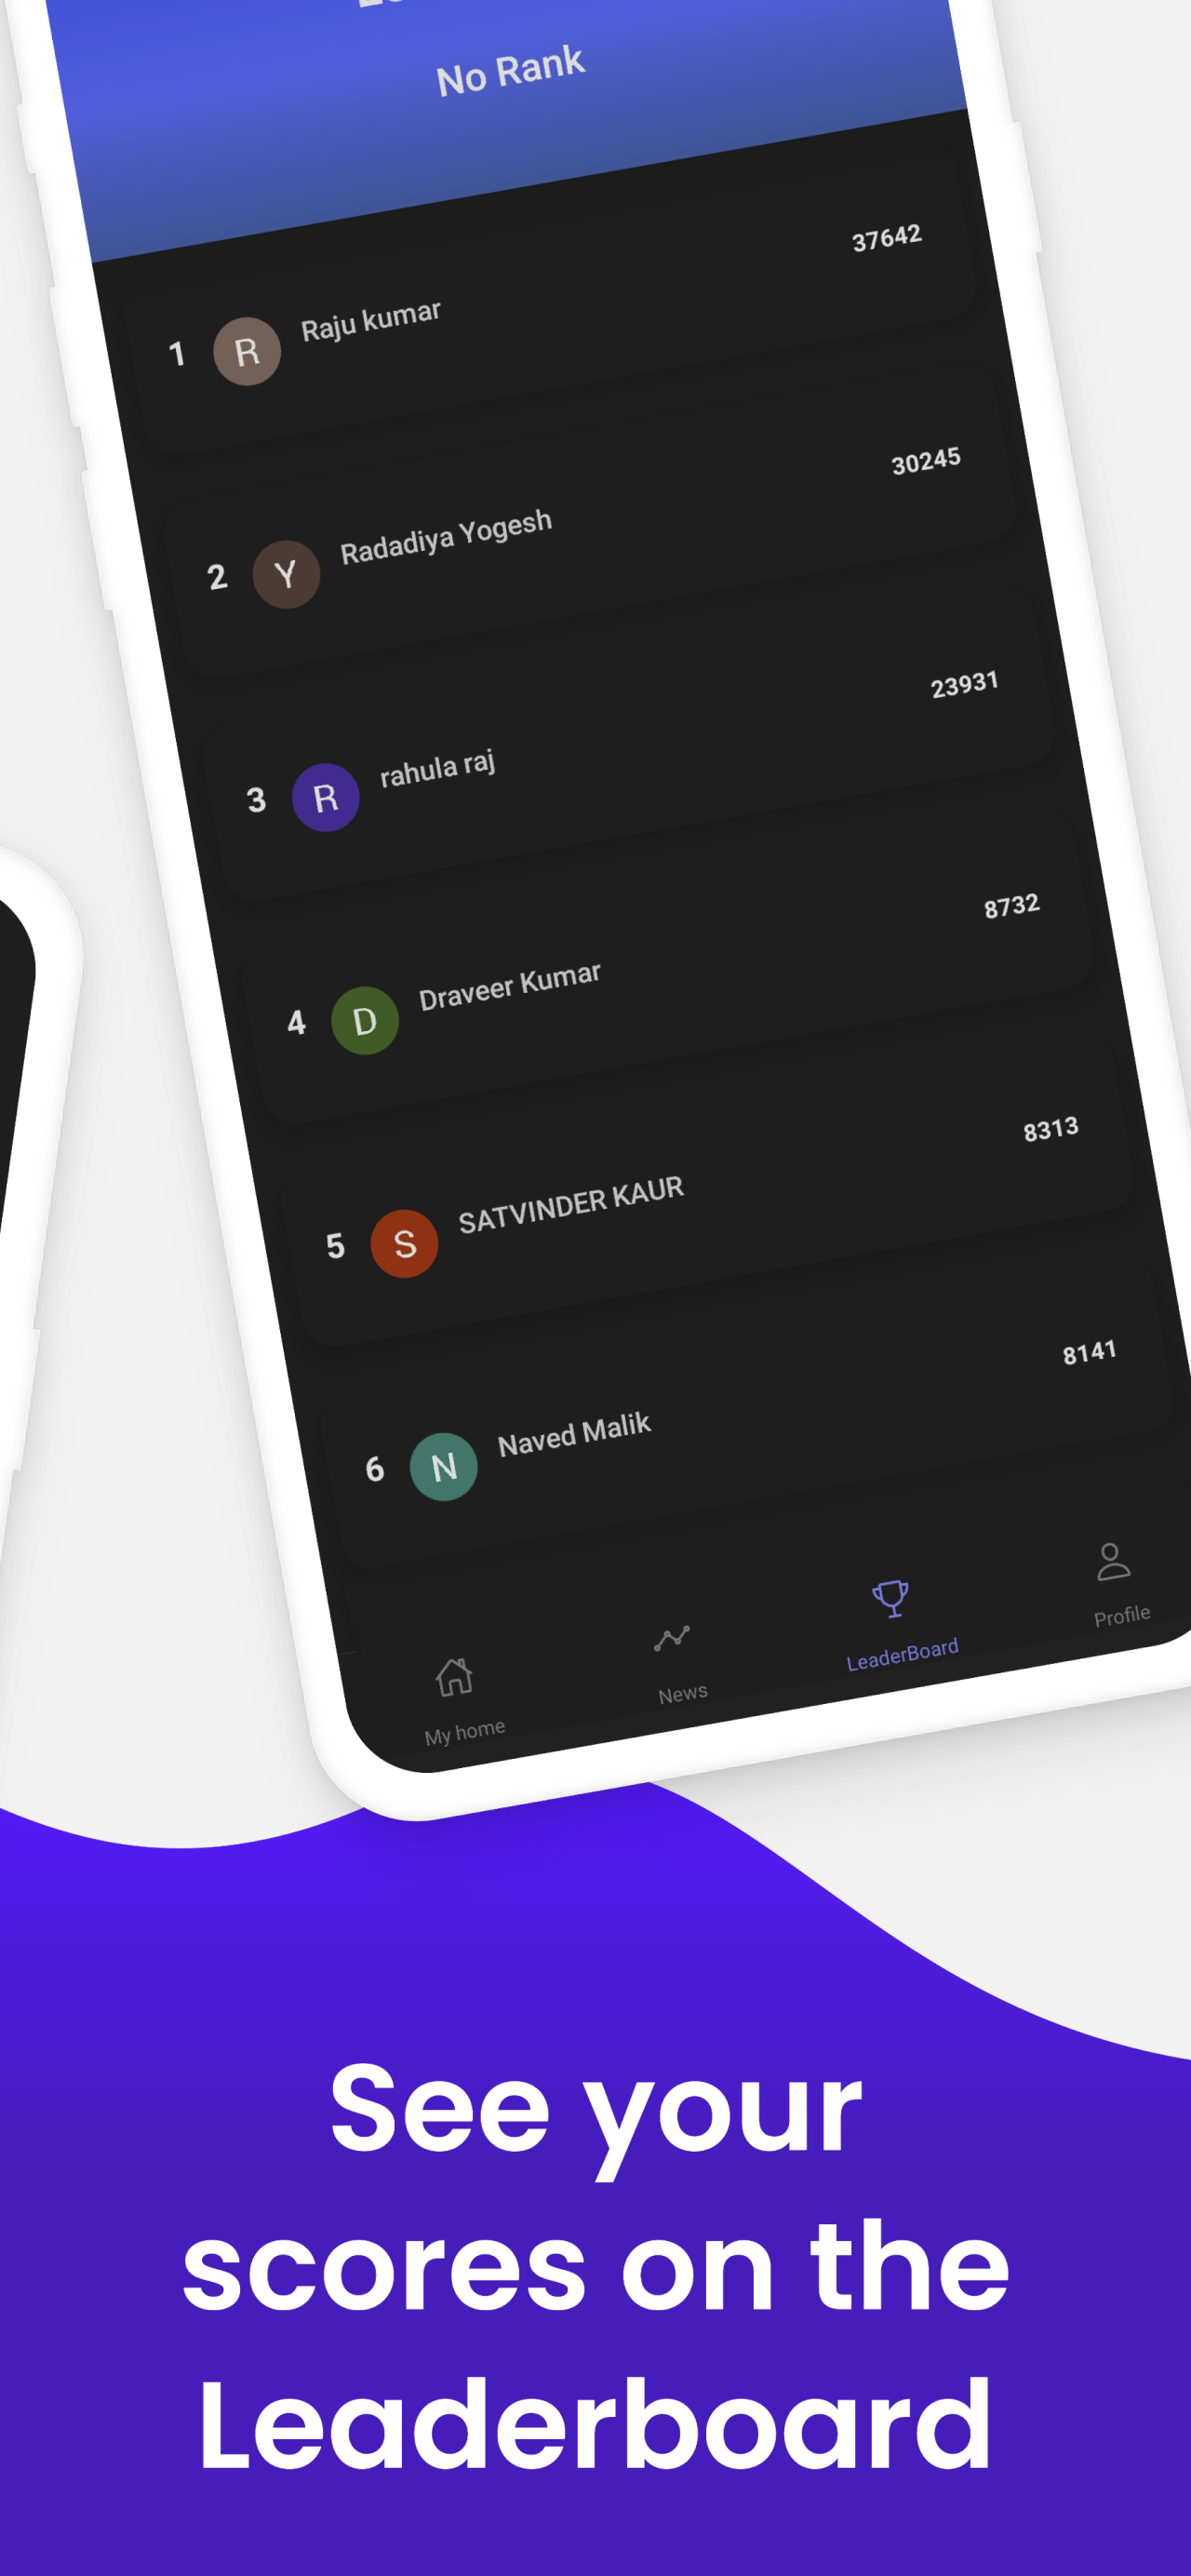 No Rank
37642
1 R Raju kumar
30245
2 Y Radadiya Yogesh
23931
3 R rahula raj
8732
4 D Draveer Kumar
8313
5 S SATVINDER KAUR
8141
6 N Naved Malik
My home News LeaderBoard Profile
See your
scores on the
Leaderboard